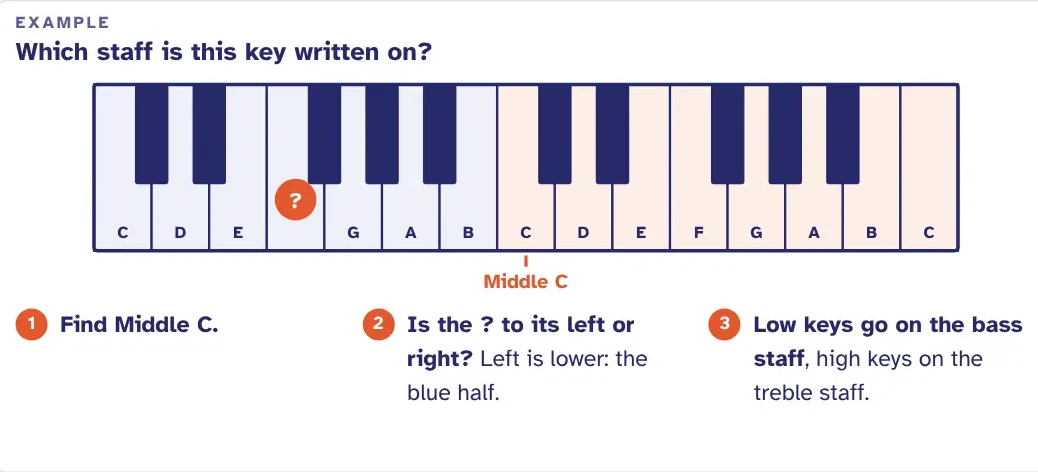 EXAMPLE
Which staff is this key written on?
?
C D E G A B C D E F G A B C
Middle C
1 Find Middle C.
2 Is the ? to its left or
right? Left is lower: the
blue half.
3 Low keys go on the bass
staff, high keys on the
treble staff.